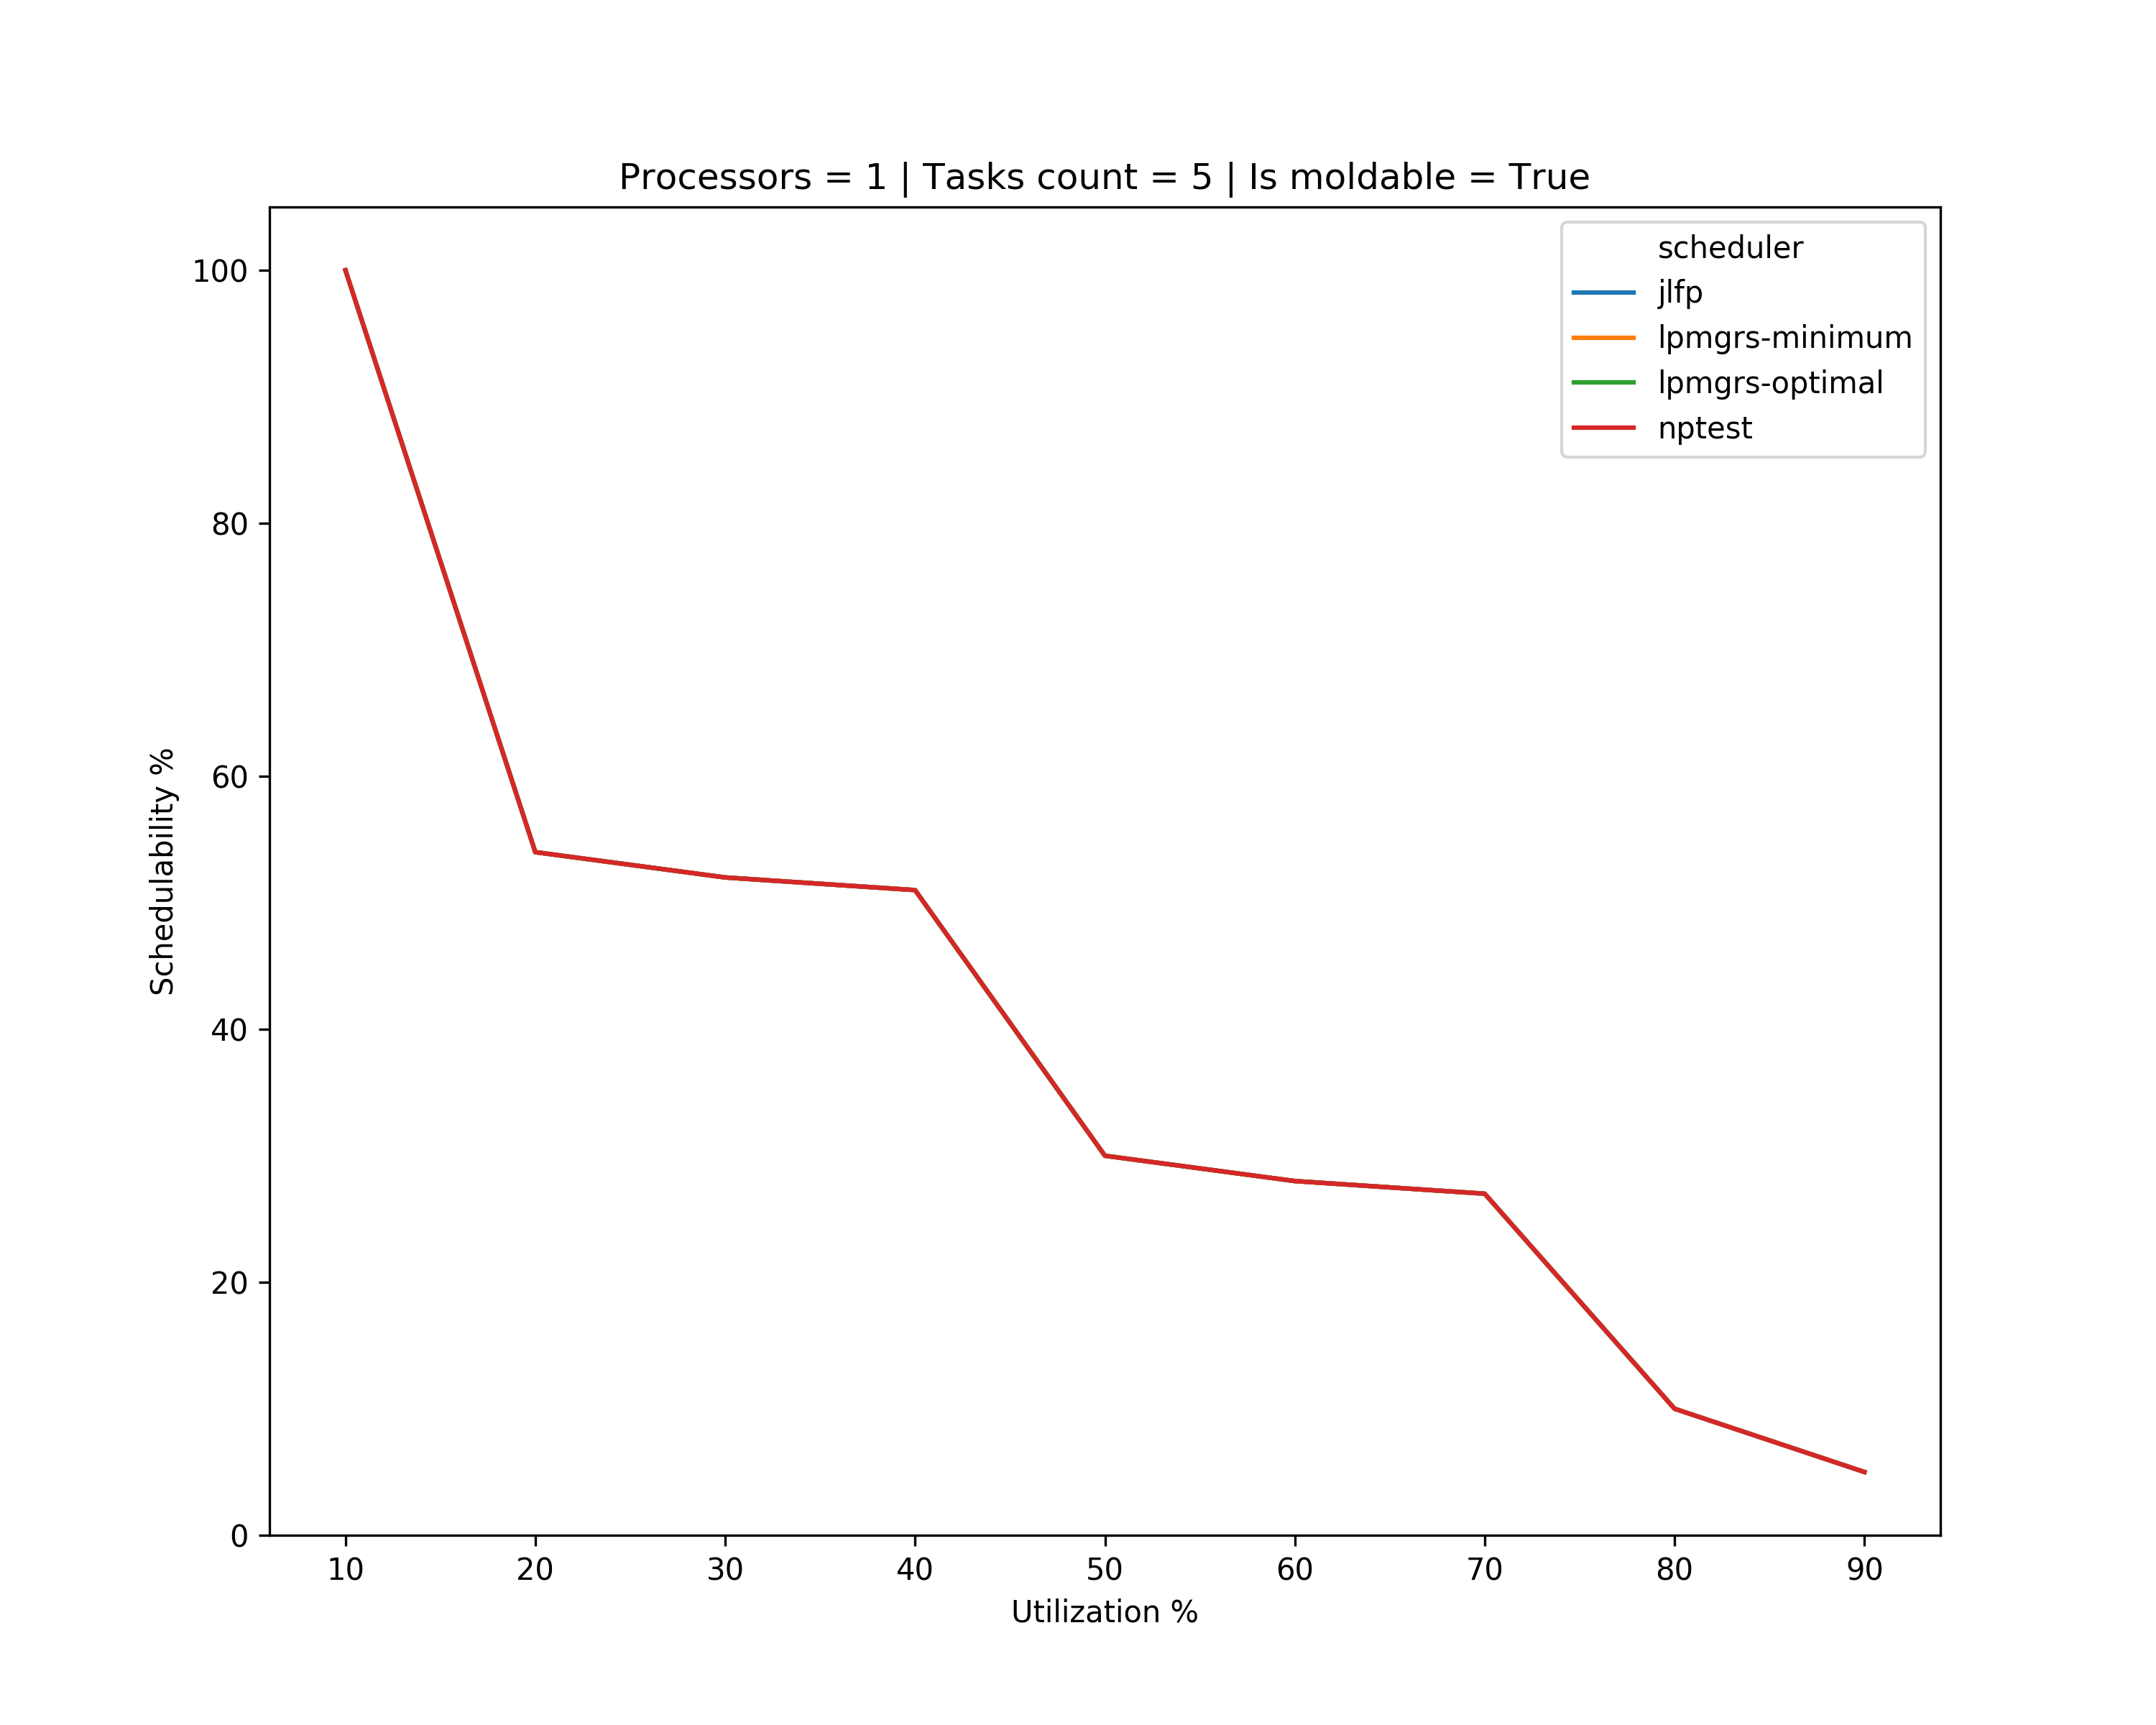 Processors = 1 | Tasks count = 5 | Is moldable = True
scheduler
jlfp
lpmgrs-minimum
lpmgrs-optimal
nptest
100
80
60
40
20
0
Schedulability %
10 20 30 40 50 60 70 80 90
Utilization %